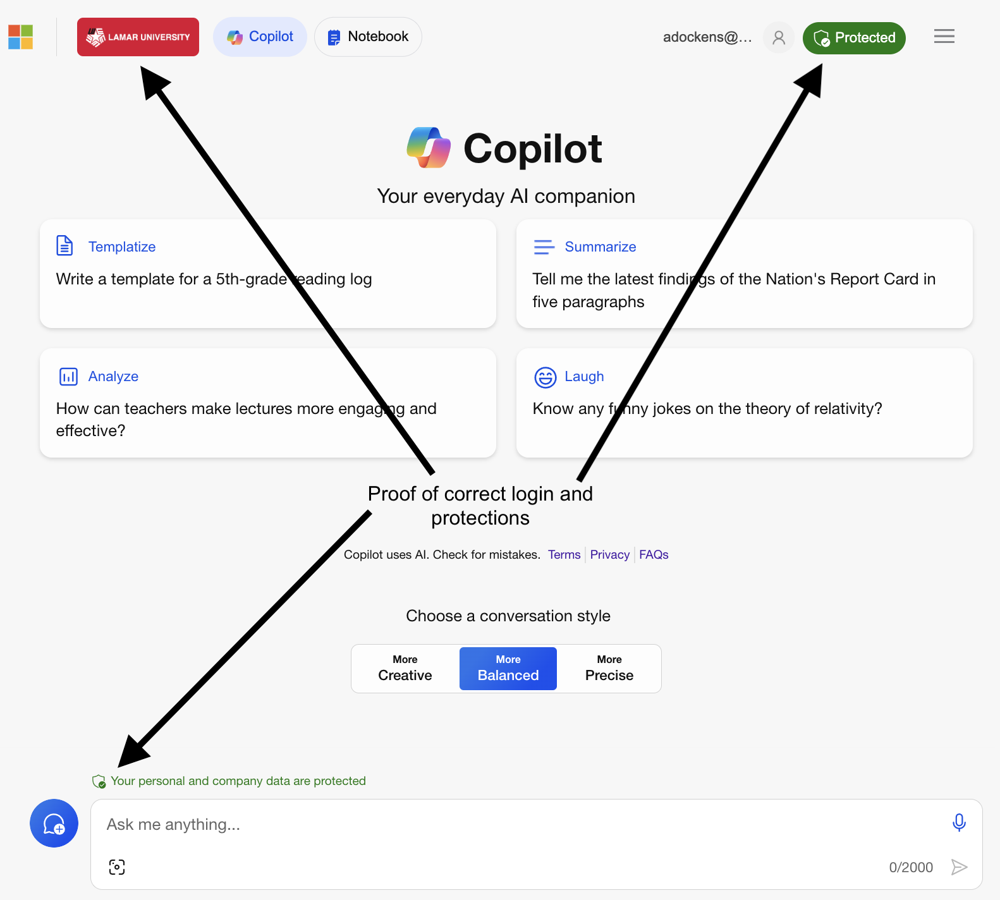 LAMAR UNIVERSITY
Copilot
Notebook
adockens@...
Protected
Copilot
Your everyday AI companion
Templatize
Write a template for a 5th-grade reading log
Summarize
Tell me the latest findings of the Nation's Report Card in
five paragraphs
Analyze
How can teachers make lectures more engaging and
effective?
Laugh
Know any funny jokes on the theory of relativity?
Proof of correct login and
protections
Copilot uses AI. Check for mistakes. Terms Privacy FAQs
Choose a conversation style
More
Creative
More
Balanced
More
Precise
Your personal and company data are protected
Ask me anything...
0/2000